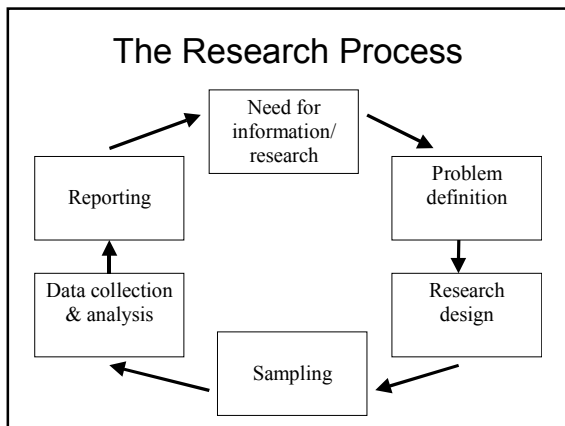 The Research Process
Need for
information/
research
Problem
definition
Research
design
Sampling
Data collection
& analysis
Reporting